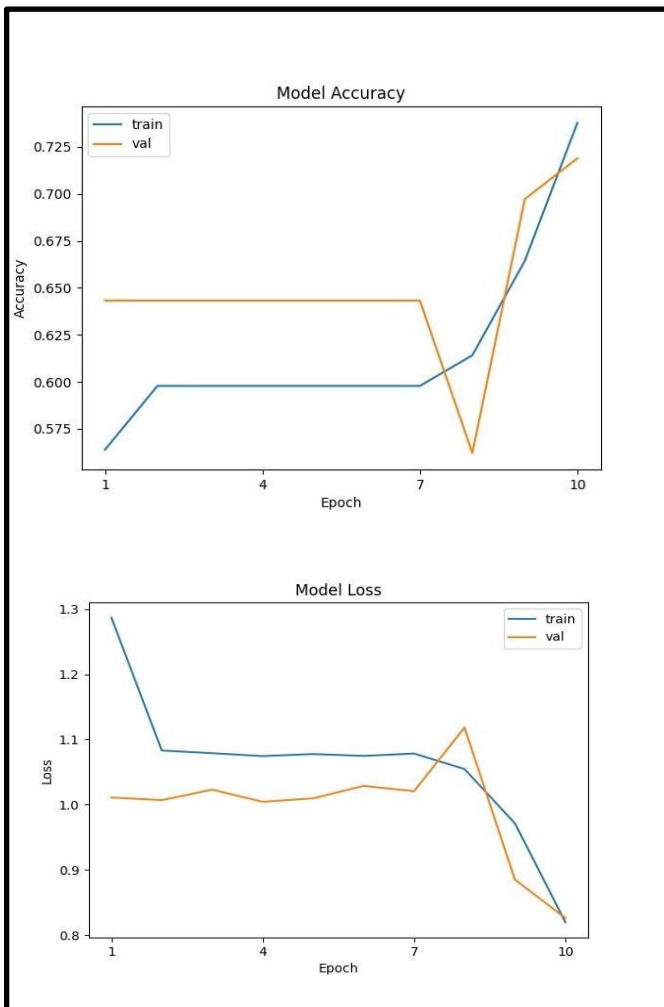 Model Accuracy
train
val
0.725
0.700
0.675
0.650
0.625
0.600
0.575
Accuracy
1 4 7 10
Epoch
Model Loss
train
val
1.3
1.2
1.1
1.0
0.9
0.8
Loss
1 4 7 10
Epoch